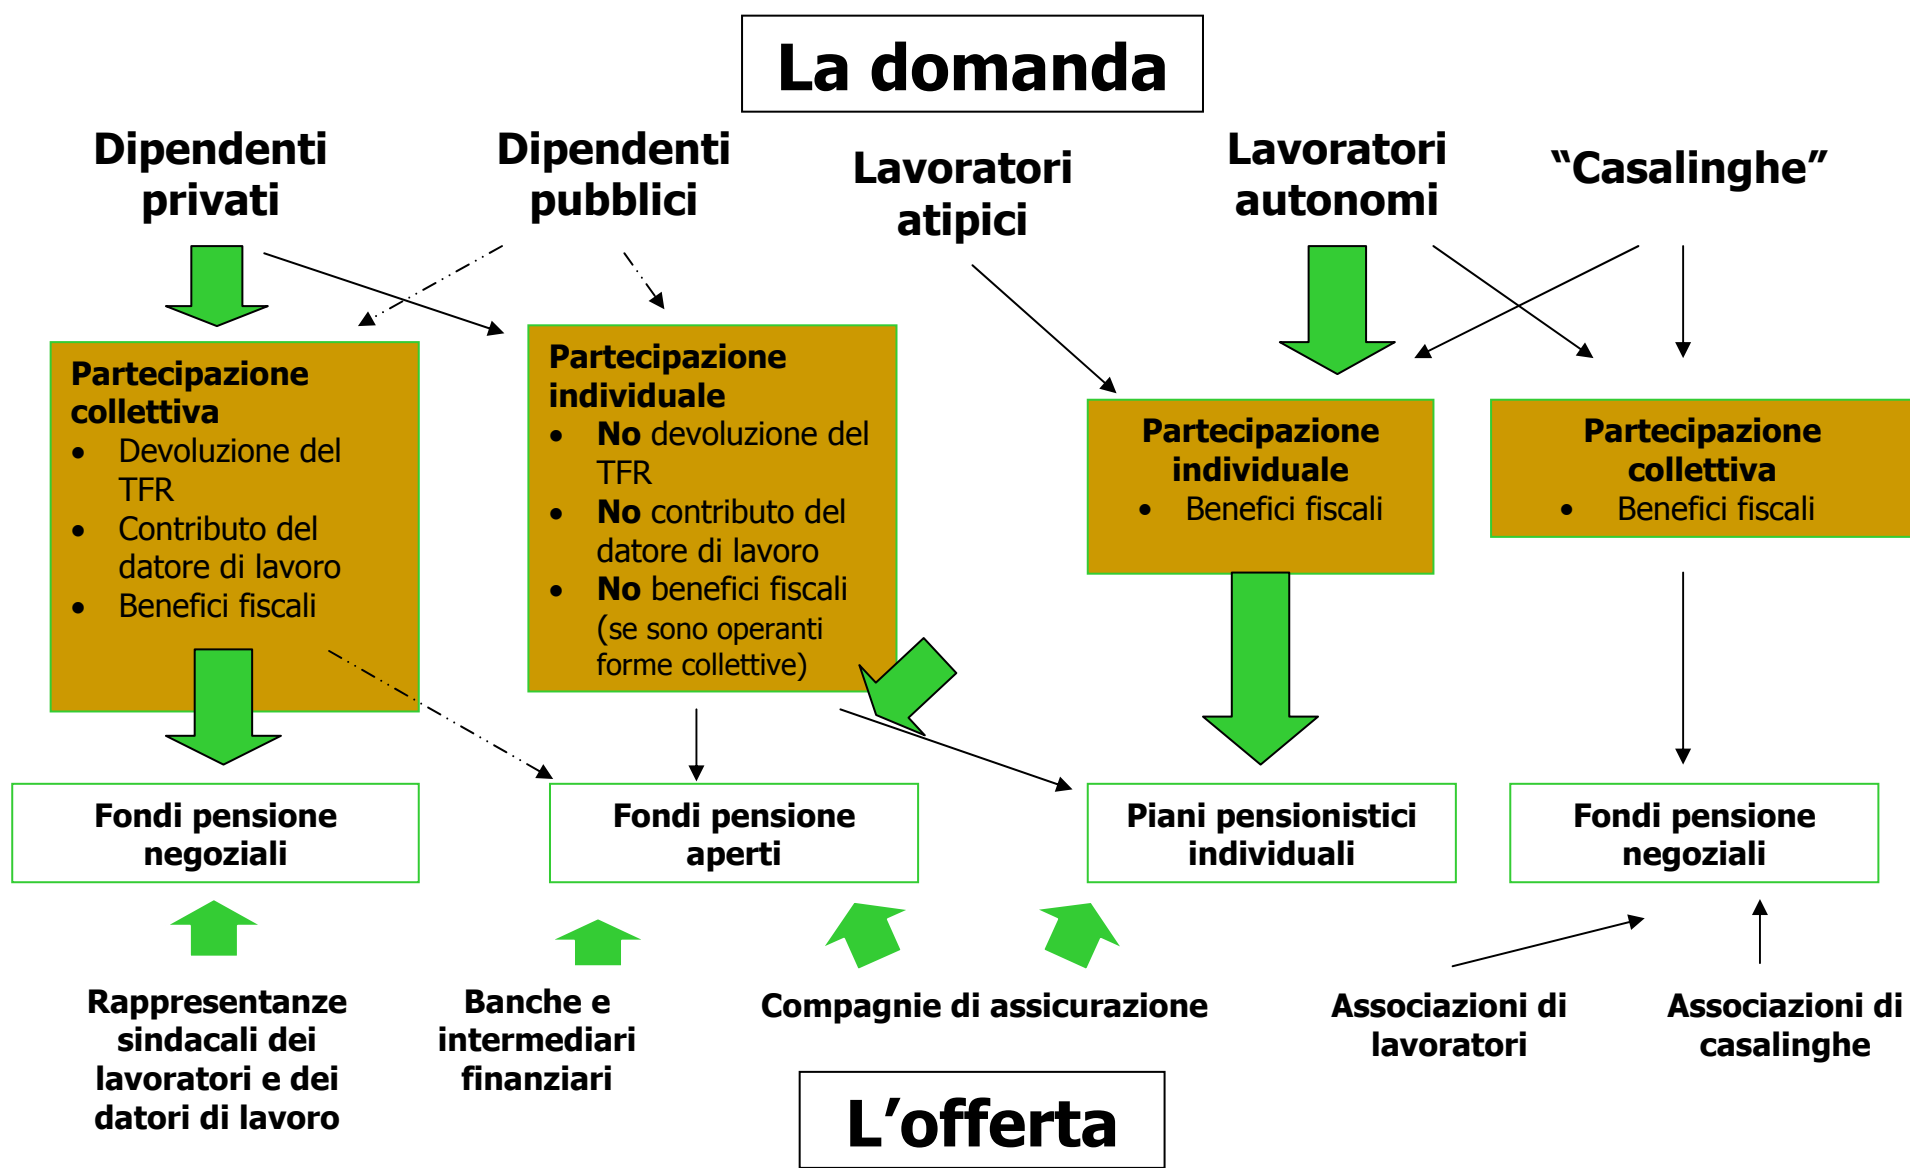 La domanda
Dipendenti
privati
Dipendenti
pubblici
Lavoratori
atipici
Lavoratori
autonomi
“Casalinghe”
Partecipazione
collettiva
• Devoluzione del
TFR
• Contributo del
datore di lavoro
• Benefici fiscali
Partecipazione
individuale
• No devoluzione del
TFR
• No contributo del
datore di lavoro
• No benefici fiscali
(se sono operanti
forme collettive)
Partecipazione
individuale
• Benefici fiscali
Partecipazione
collettiva
• Benefici fiscali
Fondi pensione
negoziali
Fondi pensione
aperti
Piani pensionistici
individuali
Fondi pensione
negoziali
Rappresentanze
sindacali dei
lavoratori e dei
datori di lavoro
Banche e
intermediari
finanziari
Compagnie di assicurazione
Associazioni di
lavoratori
Associazioni di
casalinghe
L’offerta